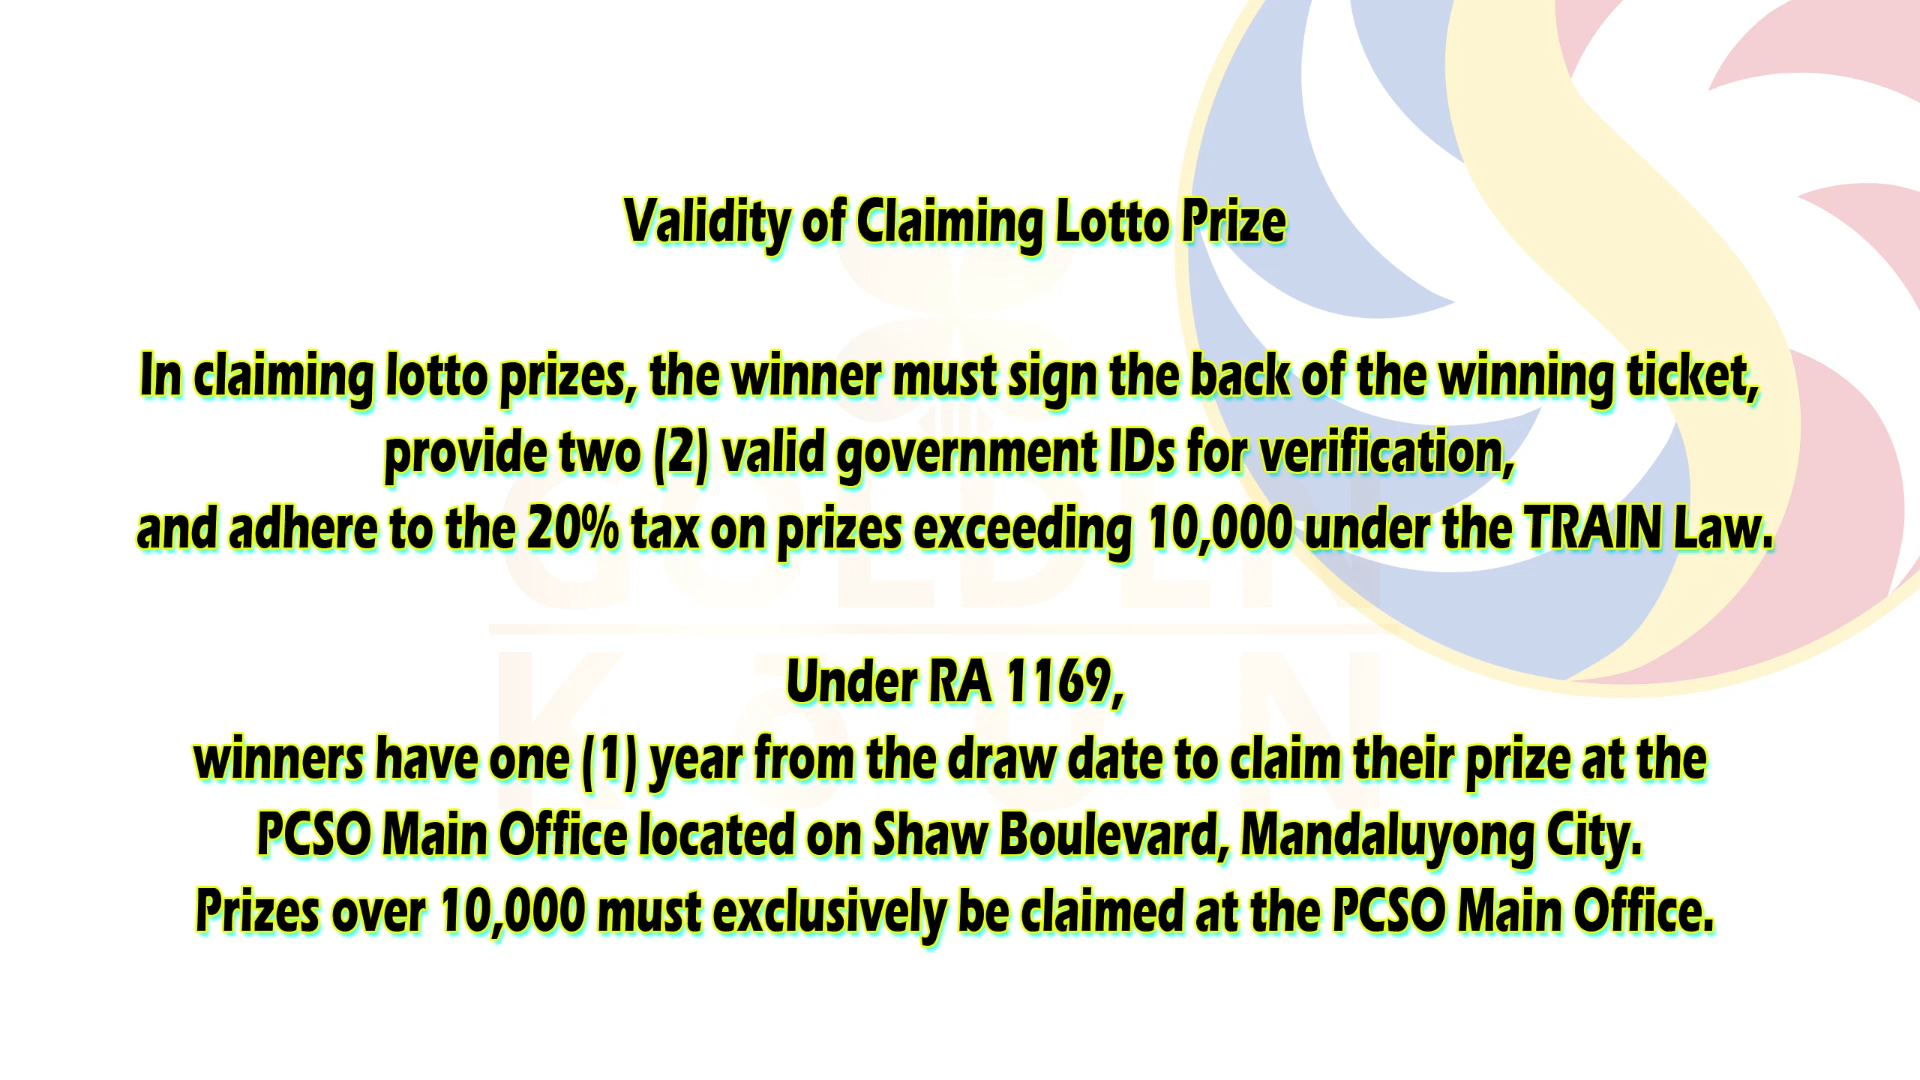 Validity of Claiming Lotto Prize
In claiming lotto prizes, the winner must sign the back of the winning ticket,
provide two (2) valid government IDs for verification,
and adhere to the 20% tax on prizes exceeding 10,000 under the TRAIN Law.
GOLDEN
KōUN
Under RA 1169,
winners have one (1) year from the draw date to claim their prize at the
PCSO Main Office located on Shaw Boulevard, Mandaluyong City.
Prizes over 10,000 must exclusively be claimed at the PCSO Main Office.